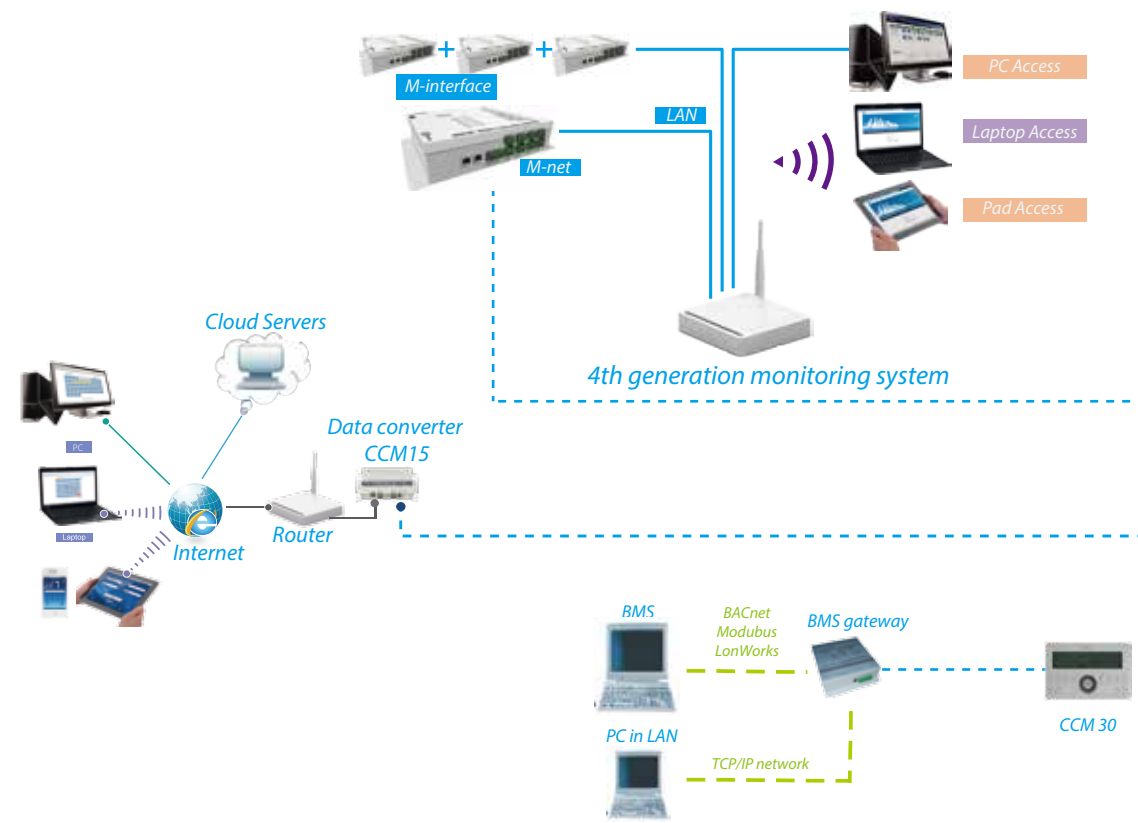 M-interface
LAN
M-net
PC Access
Laptop Access
Pad Access
4th generation monitoring system
Cloud Servers
PC
Laptop
Internet
Router
Data converter
CCM15
BMS
BACnet
Modubus
LonWorks
BMS gateway
CCM 30
PC in LAN
TCP/IP network